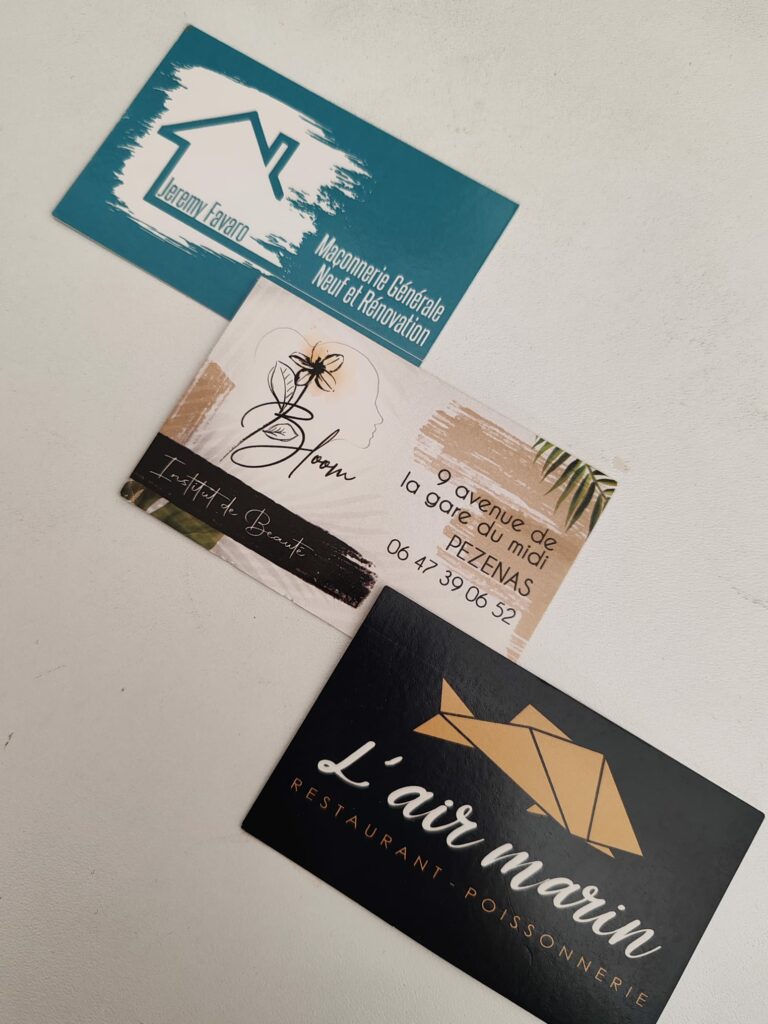 Jeremy Favaro
Maçonnerie Générale
Neuf et Rénovation
Bloom
Institut de Beauté
9 avenue de
la gare du midi
PEZENAS
06 47 39 06 52
L'air marin
RESTAURANT - POISSONNERIE